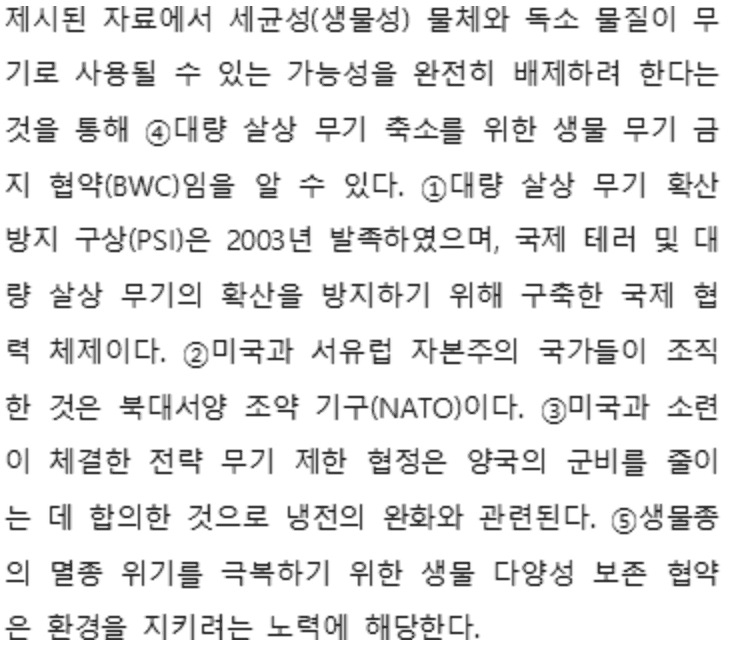 제시된 자료에서 세균성(생물성) 물체와 독소 물질이 무
기로 사용될 수 있는 가능성을 완전히 배제하려 한다는
것을 통해 ④대량 살상 무기 축소를 위한 생물 무기 금
지 협약(BWC)임을 알 수 있다. ①대량 살상 무기 확산
방지 구상(PSI)은 2003년 발족하였으며, 국제 테러 및 대
량 살상 무기의 확산을 방지하기 위해 구축한 국제 협
력 체제이다. ②미국과 서유럽 자본주의 국가들이 조직
한 것은 북대서양 조약 기구(NATO)이다. ③미국과 소련
이 체결한 전략 무기 제한 협정은 양국의 군비를 줄이
는 데 합의한 것으로 냉전의 완화와 관련된다. ⑤생물종
의 멸종 위기를 극복하기 위한 생물 다양성 보존 협약
은 환경을 지키려는 노력에 해당한다.